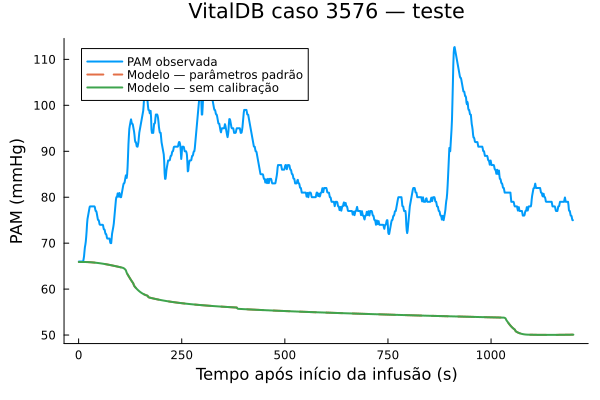 VitalDB caso 3576 — teste
PAM observada
Modelo — parâmetros padrão
Modelo — sem calibração
PAM (mmHg)
110
100
90
80
70
60
50
0
250
500
750
1000
Tempo após início da infusão (s)